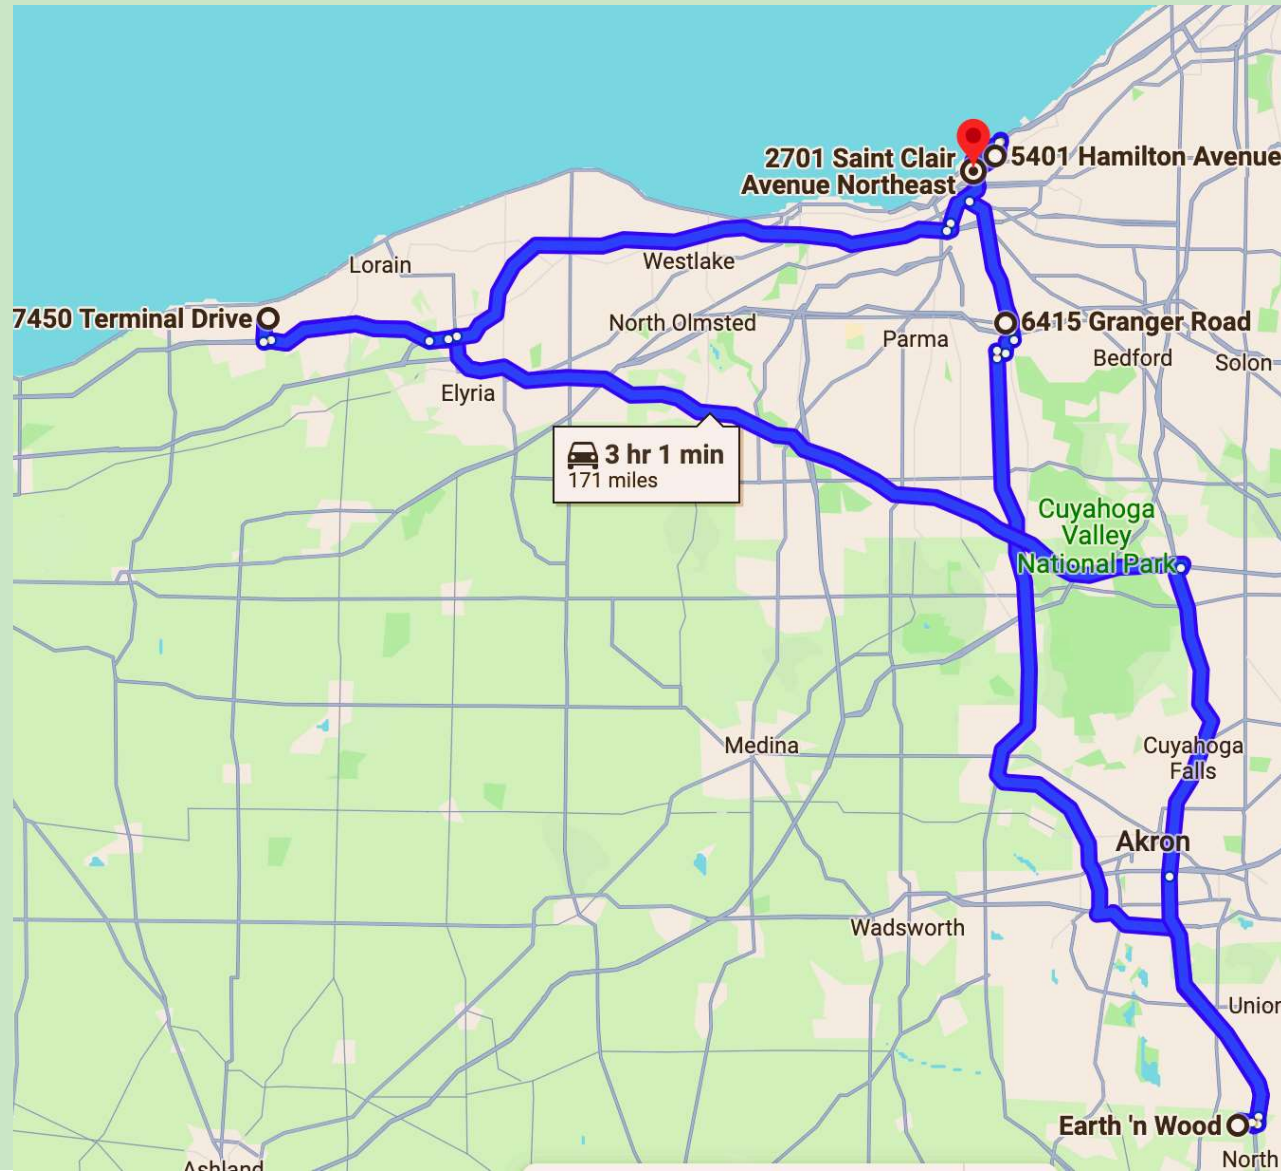 2701 Saint Clair
Avenue Northeast
5401 Hamilton Avenue
Lorain
Westlake
7450 Terminal Drive
North Olmsted
6415 Granger Road
Parma
Bedford
Solon
Elyria
3 hr 1 min
171 miles
Cuyahoga
Valley
National Park
Medina
Cuyahoga
Falls
Akron
Wadsworth
Union
Earth 'n Wood
North
Ashland